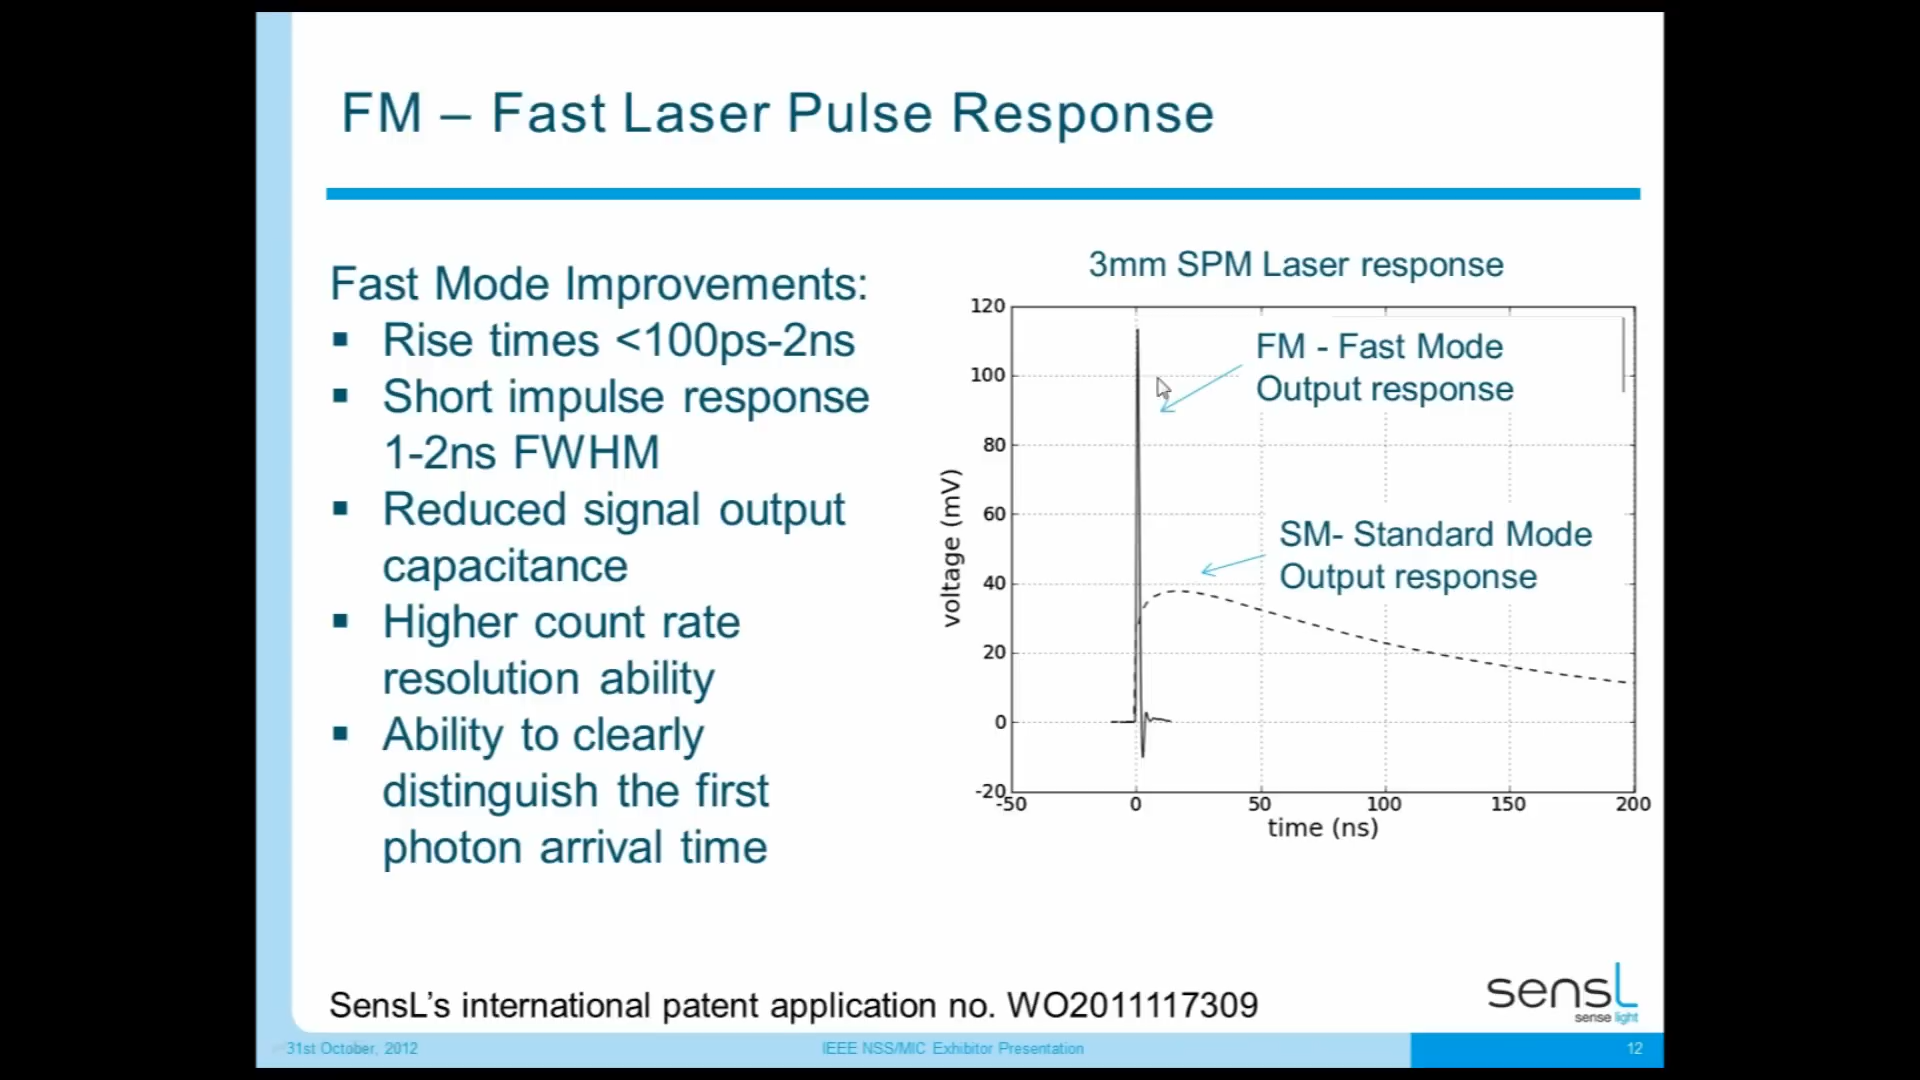 FM – Fast Laser Pulse Response
Fast Mode Improvements:
▪ Rise times <100ps-2ns
▪ Short impulse response
1-2ns FWHM
▪ Reduced signal output
capacitance
▪ Higher count rate
resolution ability
▪ Ability to clearly
distinguish the first
photon arrival time
3mm SPM Laser response
120
100
80
60
40
20
0
-20
voltage (mV)
FM - Fast Mode
Output response
SM- Standard Mode
Output response
-50 0 50 100 150 200
time (ns)
SensL's international patent application no. WO2011117309
sensL
sense light
31st October, 2012
IEEE NSS/MIC Exhibitor Presentation
12